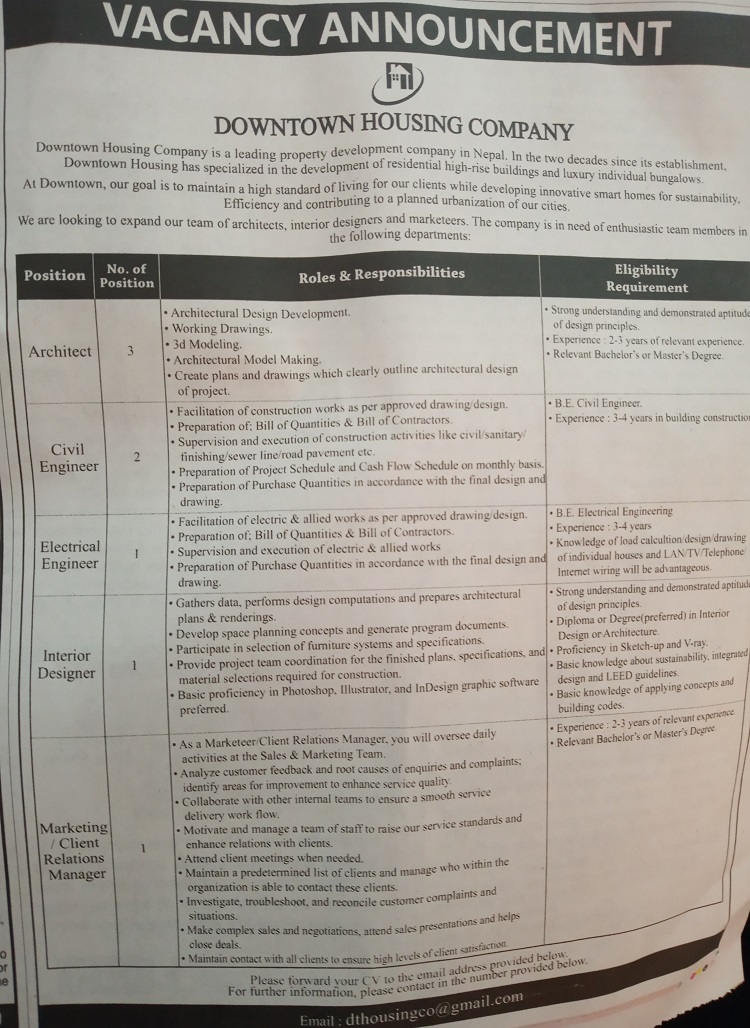 VACANCY ANNOUNCEMENT
DOWNTOWN HOUSING COMPANY
Downtown Housing Company is a leading property development company in Nepal. In the two decades since its establishment,
Downtown Housing has specialized in the development of residential high-rise buildings and luxury individual bungalows.
At Downtown, our goal is to maintain a high standard of living for our clients while developing innovative smart homes for sustainability,
Efficiency and contributing to a planned urbanization of our cities.
We are looking to expand our team of architects, interior designers and marketeers. The company is in need of enthusiastic team members in
the following departments:
Position
No. of
Position
Roles & Responsibilities
Eligibility
Requirement
Architect
3
• Architectural Design Development.
• Working Drawings.
• 3d Modeling.
• Architectural Model Making.
• Create plans and drawings which clearly outline architectural design
of project.
• Strong understanding and demonstrated aptitude
of design principles.
• Experience : 2-3 years of relevant experience.
• Relevant Bachelor's or Master's Degree.
Civil
Engineer
2
• Facilitation of construction works as per approved drawing/design.
• Preparation of; Bill of Quantities & Bill of Contractors.
• Supervision and execution of construction activities like civil/sanitary/
finishing/sewer line/road pavement etc.
• Preparation of Project Schedule and Cash Flow Schedule on monthly basis.
• Preparation of Purchase Quantities in accordance with the final design and
drawing.
• B.E. Civil Engineer.
• Experience : 3-4 years in building construction
Electrical
Engineer
1
• Facilitation of electric & allied works as per approved drawing/design.
• Preparation of; Bill of Quantities & Bill of Contractors.
• Supervision and execution of electric & allied works
• Preparation of Purchase Quantities in accordance with the final design and
drawing.
• B.E. Electrical Engineering
• Experience : 3-4 years
• Knowledge of load calcultion/design/drawing
of individual houses and LAN/TV/Telephone/
Internet wiring will be advantageous.
Interior
Designer
1
• Gathers data, performs design computations and prepares architectural
plans & renderings.
• Develop space planning concepts and generate program documents.
• Participate in selection of furniture systems and specifications.
• Provide project team coordination for the finished plans, specifications, and
material selections required for construction.
• Basic proficiency in Photoshop, Illustrator, and InDesign graphic software
preferred.
• Strong understanding and demonstrated aptitude
of design principles.
• Diploma or Degree(preferred) in Interior
Design or Architecture.
• Proficiency in Sketch-up and V-ray.
• Basic knowledge about sustainability, integrated
design and LEED guidelines.
• Basic knowledge of applying concepts and
building codes.
Marketing
/ Client
Relations
Manager
1
• As a Marketeer/Client Relations Manager, you will oversee daily
activities at the Sales & Marketing Team.
• Analyze customer feedback and root causes of enquiries and complaints;
identify areas for improvement to enhance service quality.
• Collaborate with other internal teams to ensure a smooth service
delivery work flow.
• Motivate and manage a team of staff to raise our service standards and
enhance relations with clients.
• Attend client meetings when needed.
• Maintain a predetermined list of clients and manage who within the
organization is able to contact these clients.
• Investigate, troubleshoot, and reconcile customer complaints and
situations.
• Make complex sales and negotiations, attend sales presentations and helps
close deals.
• Maintain contact with all clients to ensure high levels of client satisfaction.
• Experience : 2-3 years of relevant experience
• Relevant Bachelor's or Master's Degree.
Please forward your CV to the email address provided below.
For further information, please contact in the number provided below.
Email : dthousingco@gmail.com